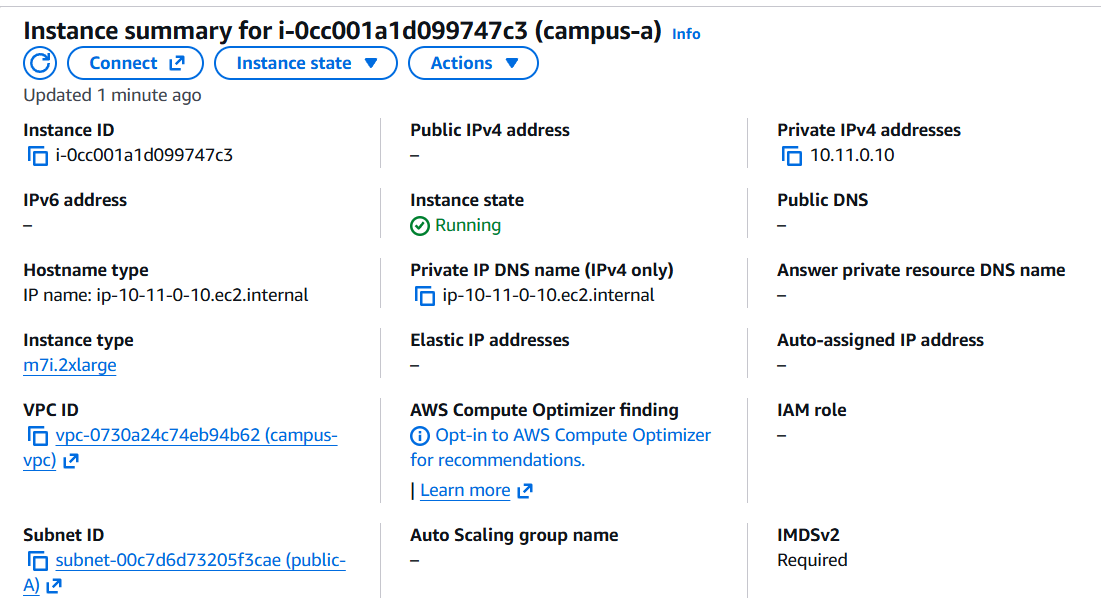 Instance summary for i-0cc001a1d099747c3 (campus-a) Info
Connect Instance state Actions
Updated 1 minute ago
Instance ID
i-0cc001a1d099747c3
Public IPv4 address
–
Private IPv4 addresses
10.11.0.10
IPv6 address
–
Instance state
Running
Public DNS
–
Hostname type
IP name: ip-10-11-0-10.ec2.internal
Private IP DNS name (IPv4 only)
ip-10-11-0-10.ec2.internal
Answer private resource DNS name
–
Instance type
m7i.2xlarge
Elastic IP addresses
–
Auto-assigned IP address
–
VPC ID
vpc-0730a24c74eb94b62 (campus-
vpc)
AWS Compute Optimizer finding
Opt-in to AWS Compute Optimizer
for recommendations.
| Learn more
IAM role
–
Subnet ID
subnet-00c7d6d73205f3cae (public-
A)
Auto Scaling group name
–
IMDSv2
Required